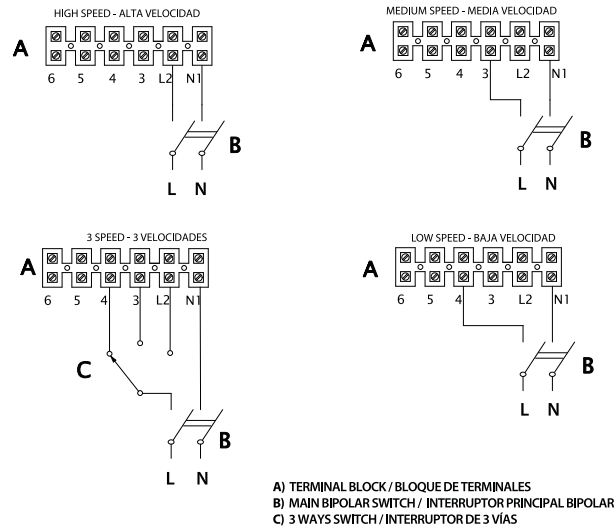 HIGH SPEED - ALTA VELOCIDAD
A
6 5 4 3 L2 N1
B
L N
MEDIUM SPEED - MEDIA VELOCIDAD
A
6 5 4 3 L2 N1
B
L N
3 SPEED - 3 VELOCIDADES
A
6 5 4 3 L2 N1
C
B
L N
LOW SPEED - BAJA VELOCIDAD
A
6 5 4 3 L2 N1
B
L N
A) TERMINAL BLOCK / BLOQUE DE TERMINALES
B) MAIN BIPOLAR SWITCH / INTERRUPTOR PRINCIPAL BIPOLAR
C) 3 WAYS SWITCH / INTERRUPTOR DE 3 VÍAS